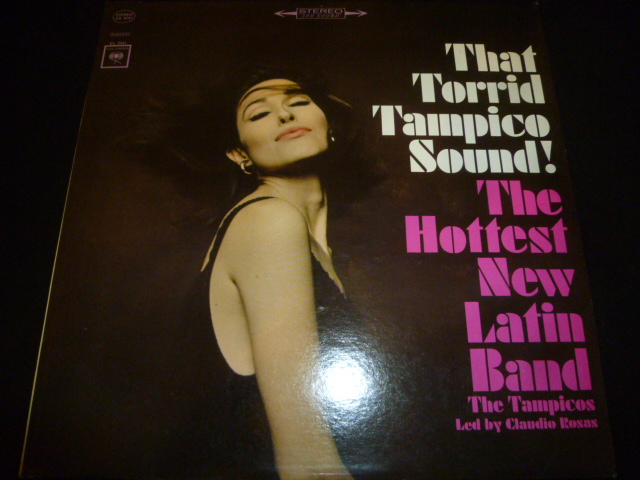 STEREO
That
Torrid
Tampico
Sound!
The
Hottest
New
Latin
Band
The Tampicos
Led by Claudio Rosas